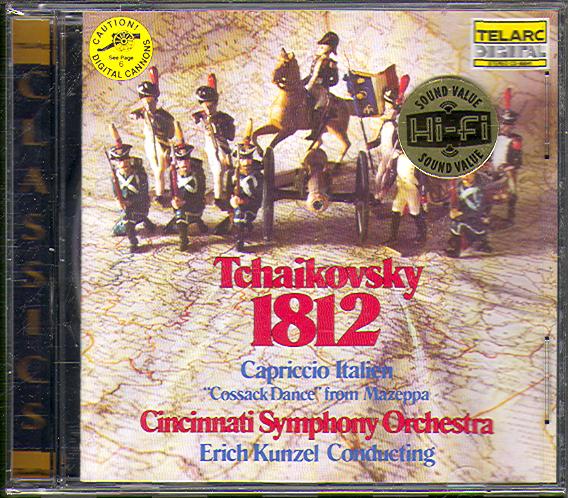 CAUTION!
See Page
6
DIGITAL CANNONS
TELARC
DIGITAL
SOUND VALUE
Hi-Fi
SOUND VALUE
CLASSICS
Tchaikovsky
1812
Capriccio Italien
"Cossack Dance" from Mazeppa
Cincinnati Symphony Orchestra
Erich Kunzel Conducting